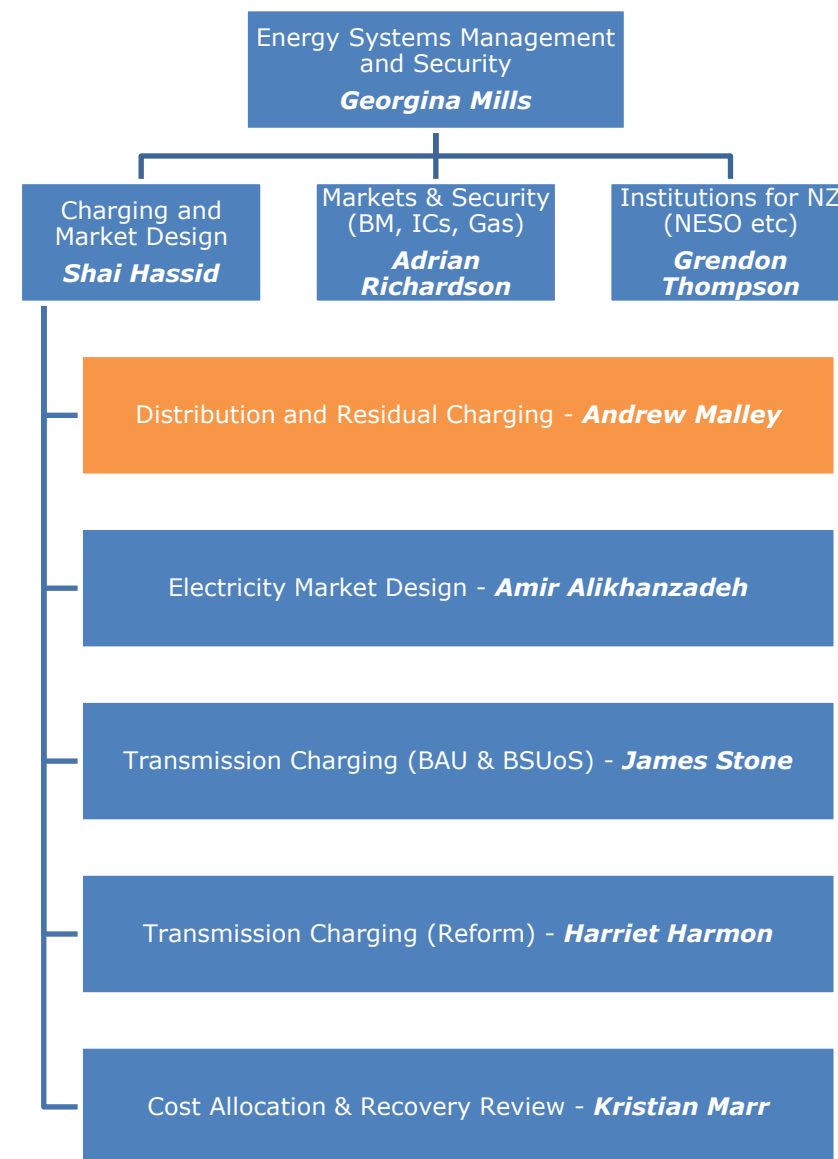 Energy Systems Management
and Security
Georgina Mills
Charging and
Market Design
Shai Hassid
Markets & Security
(BM, ICs, Gas)
Adrian
Richardson
Institutions for NZ
(NESO etc)
Grendon
Thompson
Distribution and Residual Charging - Andrew Malley
Electricity Market Design - Amir Alikhanzadeh
Transmission Charging (BAU & BSUoS) - James Stone
Transmission Charging (Reform) - Harriet Harmon
Cost Allocation & Recovery Review - Kristian Marr